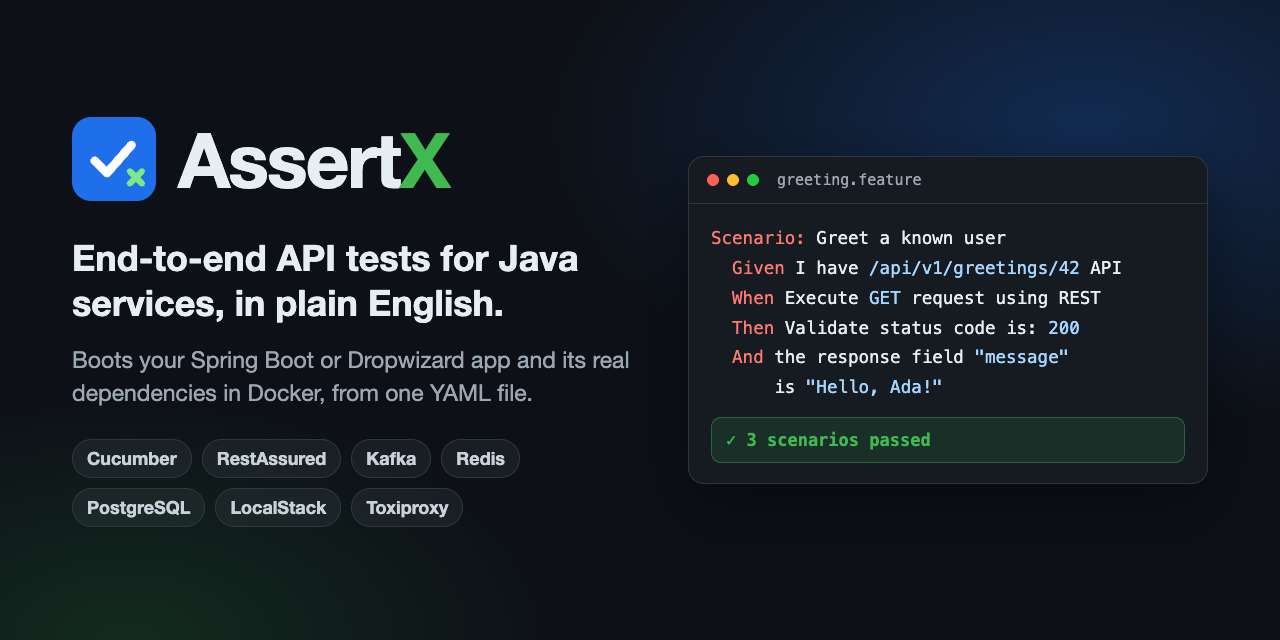 AssertX
End-to-end API tests for Java
services, in plain English.
Boots your Spring Boot or Dropwizard app and its real
dependencies in Docker, from one YAML file.
Cucumber RestAssured Kafka Redis
PostgreSQL LocalStack Toxiproxy
greeting.feature
Scenario: Greet a known user
Given I have /api/v1/greetings/42 API
When Execute GET request using REST
Then Validate status code is: 200
And the response field "message"
is "Hello, Ada!"
✓ 3 scenarios passed